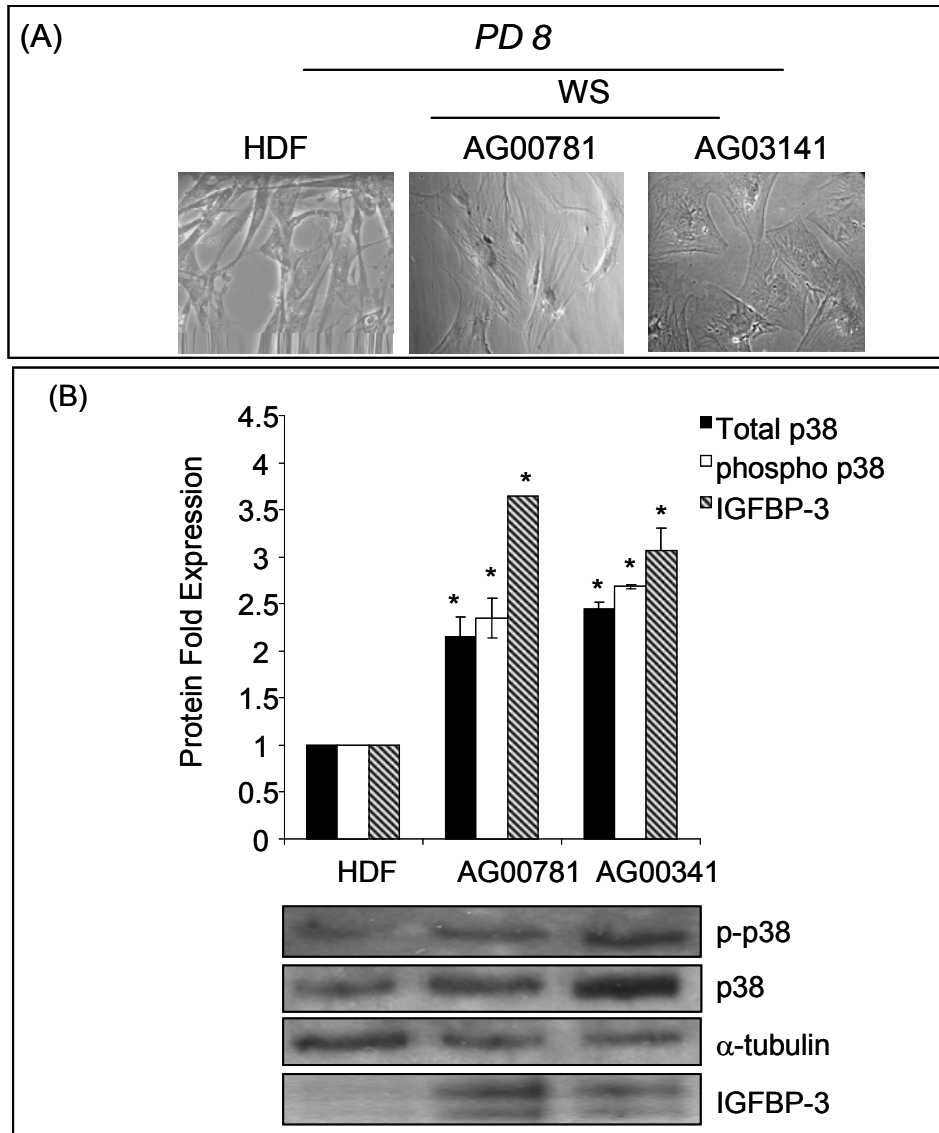 (A)
PD 8
WS
HDF AG00781 AG03141
(B)
Protein Fold Expression
4.5
4
3.5
3
2.5
2
1.5
1
0.5
0
Total p38
phospho p38
IGFBP-3
*
* * *
* * *
HDF AG00781 AG00341
p-p38
p38
α-tubulin
IGFBP-3